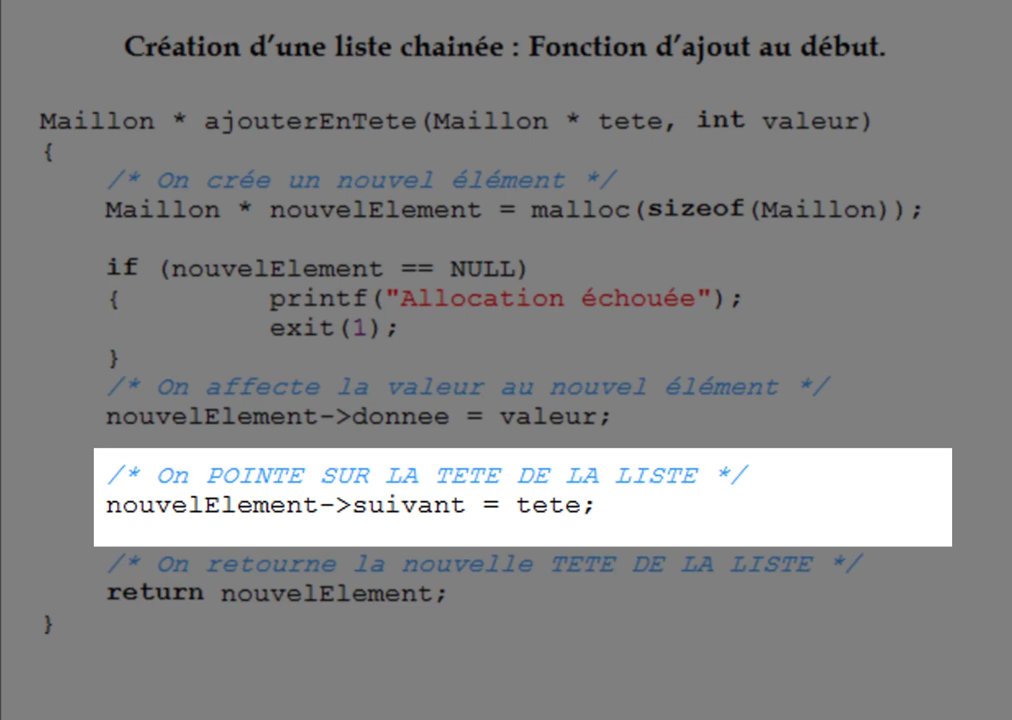 Création d'une liste chainée : Fonction d'ajout au début.
Maillon * ajouterEnTete(Maillon * tete, int valeur)
{
/* On crée un nouvel élément */
Maillon * nouvelElement = malloc(sizeof(Maillon));
if (nouvelElement == NULL)
{ printf("Allocation échouée");
exit(1);
}
/* On affecte la valeur au nouvel élément */
nouvelElement->donnee = valeur;
/* On POINTE SUR LA TETE DE LA LISTE */
nouvelElement->suivant = tete;
/* On retourne la nouvelle TETE DE LA LISTE */
return nouvelElement;
}